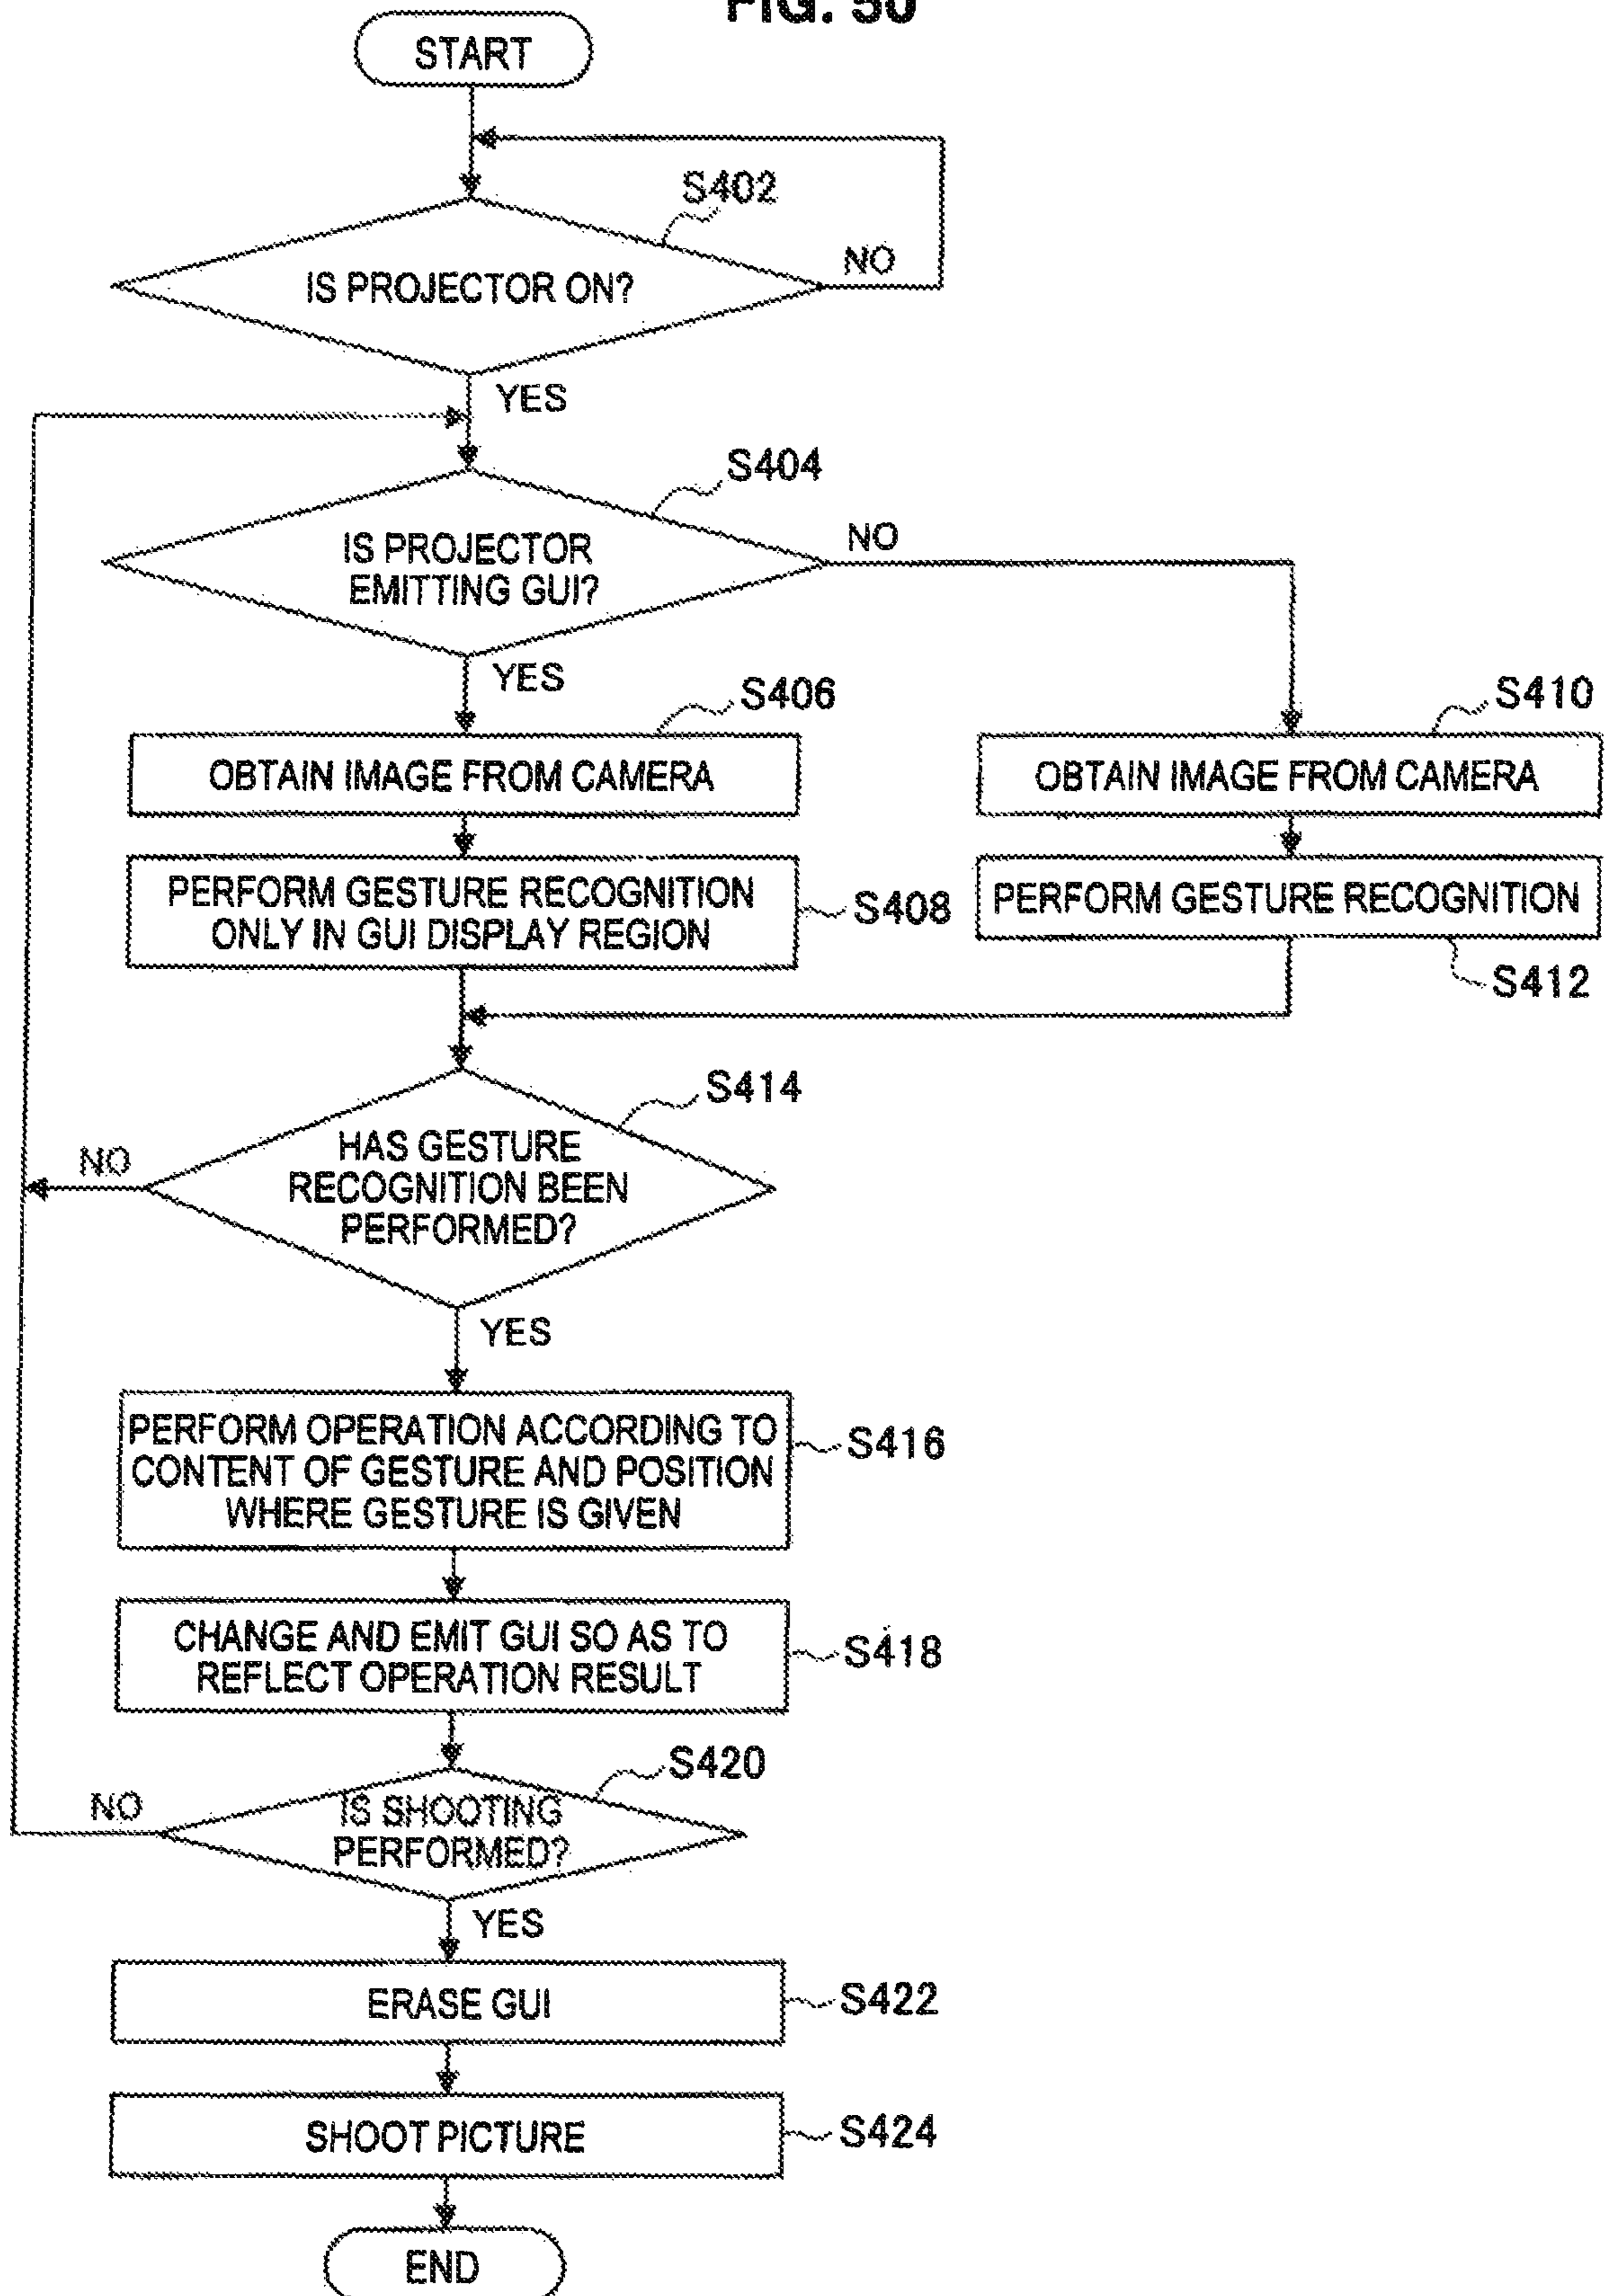 FIG. 50
START
S402
IS PROJECTOR ON?
NO
YES
S404
IS PROJECTOR
EMITTING GUI?
NO
YES
S406
OBTAIN IMAGE FROM CAMERA
S410
OBTAIN IMAGE FROM CAMERA
PERFORM GESTURE RECOGNITION
ONLY IN GUI DISPLAY REGION
S408
PERFORM GESTURE RECOGNITION
S412
S414
HAS GESTURE
RECOGNITION BEEN
PERFORMED?
NO
YES
PERFORM OPERATION ACCORDING TO
CONTENT OF GESTURE AND POSITION
WHERE GESTURE IS GIVEN
S416
CHANGE AND EMIT GUI SO AS TO
REFLECT OPERATION RESULT
S418
S420
IS SHOOTING
PERFORMED?
NO
YES
ERASE GUI
S422
SHOOT PICTURE
S424
END